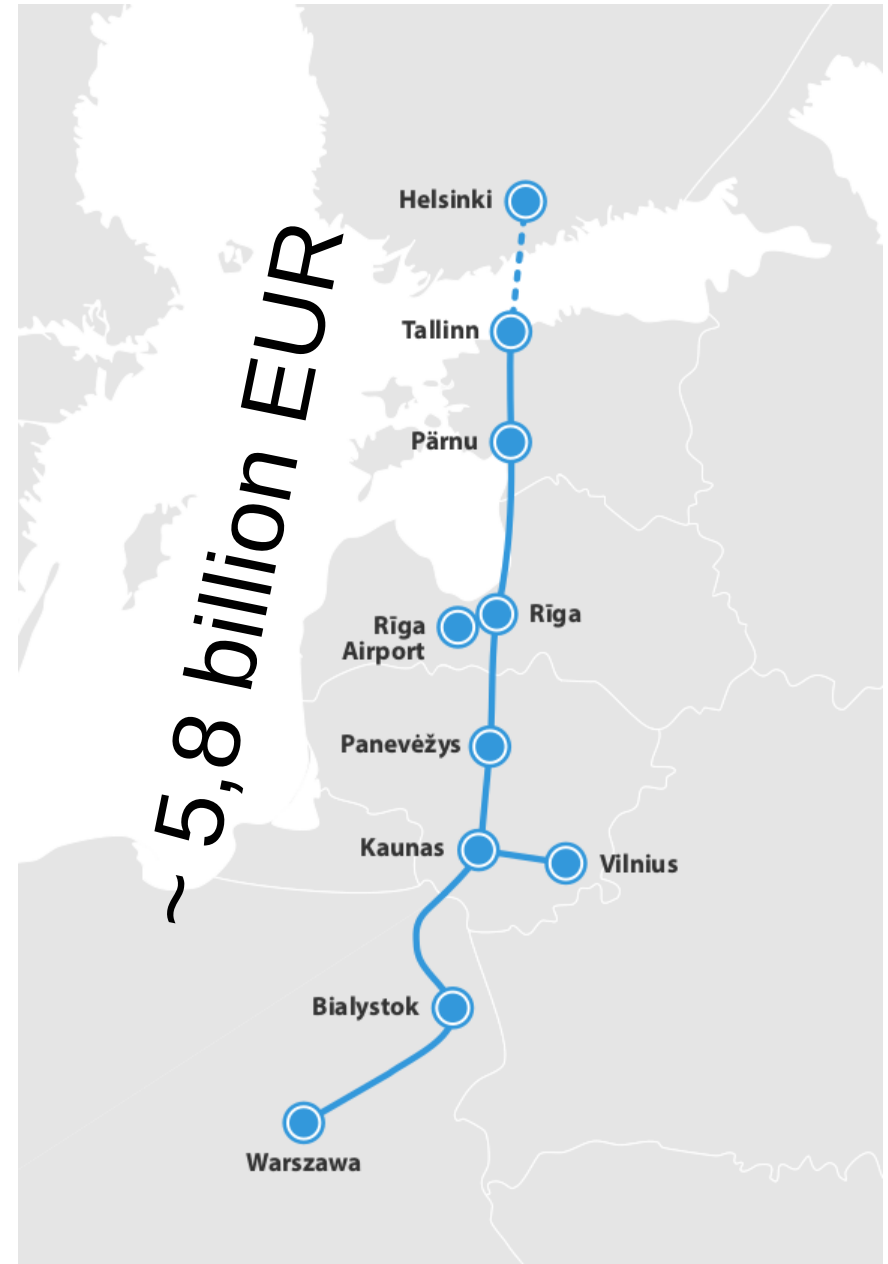 Helsinki
~ 5,8 billion EUR
Tallinn
Pärnu
Rīga
Rīga
Airport
Panevėžys
Kaunas
Vilnius
Bialystok
Warszawa